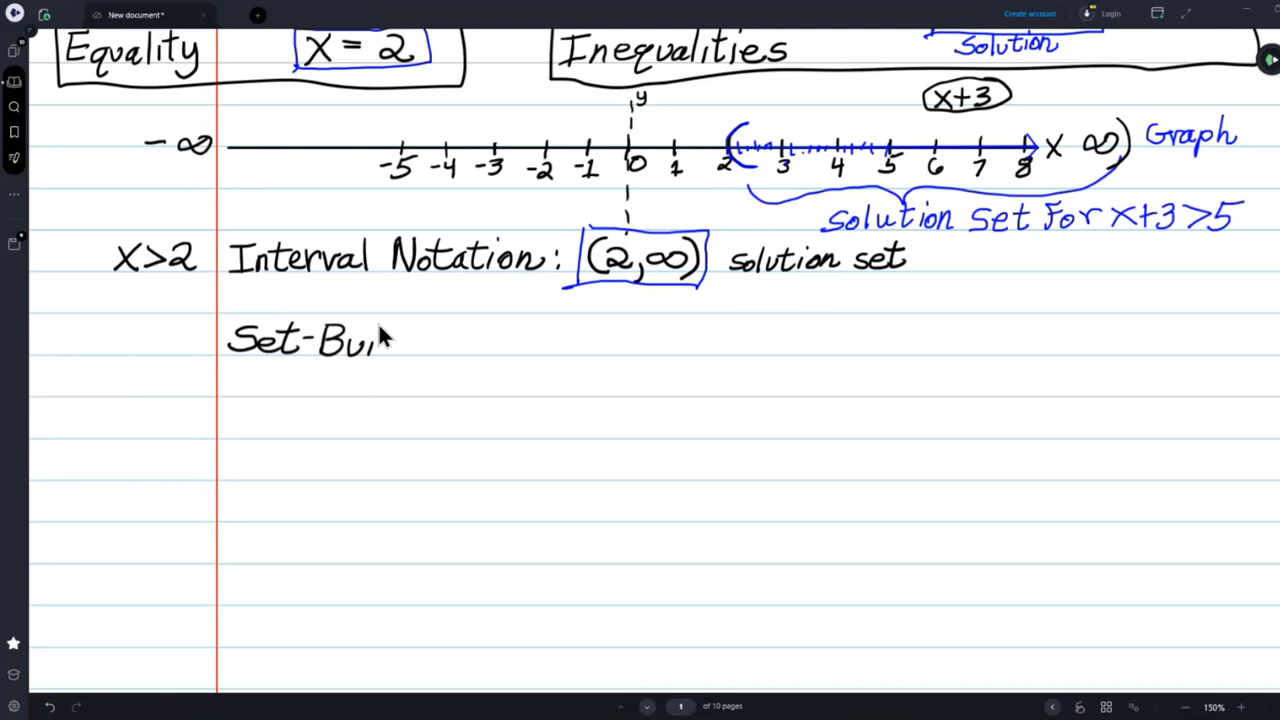 New document *
Create account
Login
Equality
x = 2
Inequalities
Solution
x+3
y
-∞ -5 -4 -3 -2 -1 0 1 2 ( 3 4 5 6 7 8 x ∞)
Graph
solution set for x+3>5
x>2 Interval Notation: (2,∞) solution set
Set-Bui
1 of 10 pages
150%